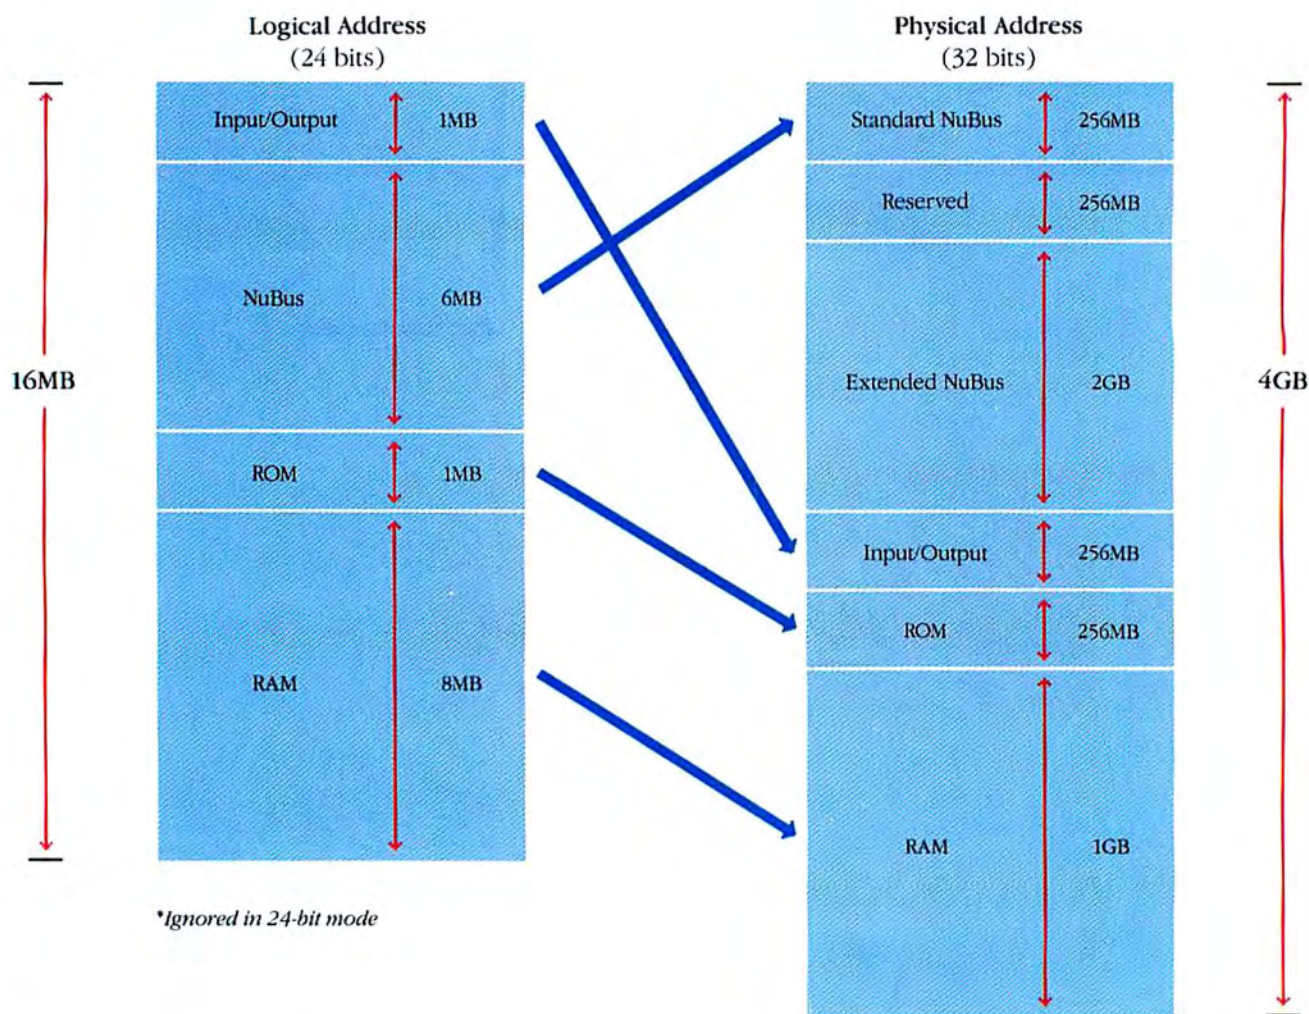 Logical Address
(24 bits)
Input/Output 1MB
NuBus 6MB
ROM 1MB
RAM 8MB
16MB
*Ignored in 24-bit mode
Physical Address
(32 bits)
Standard NuBus 256MB
Reserved 256MB
Extended NuBus 2GB
Input/Output 256MB
ROM 256MB
RAM 1GB
4GB